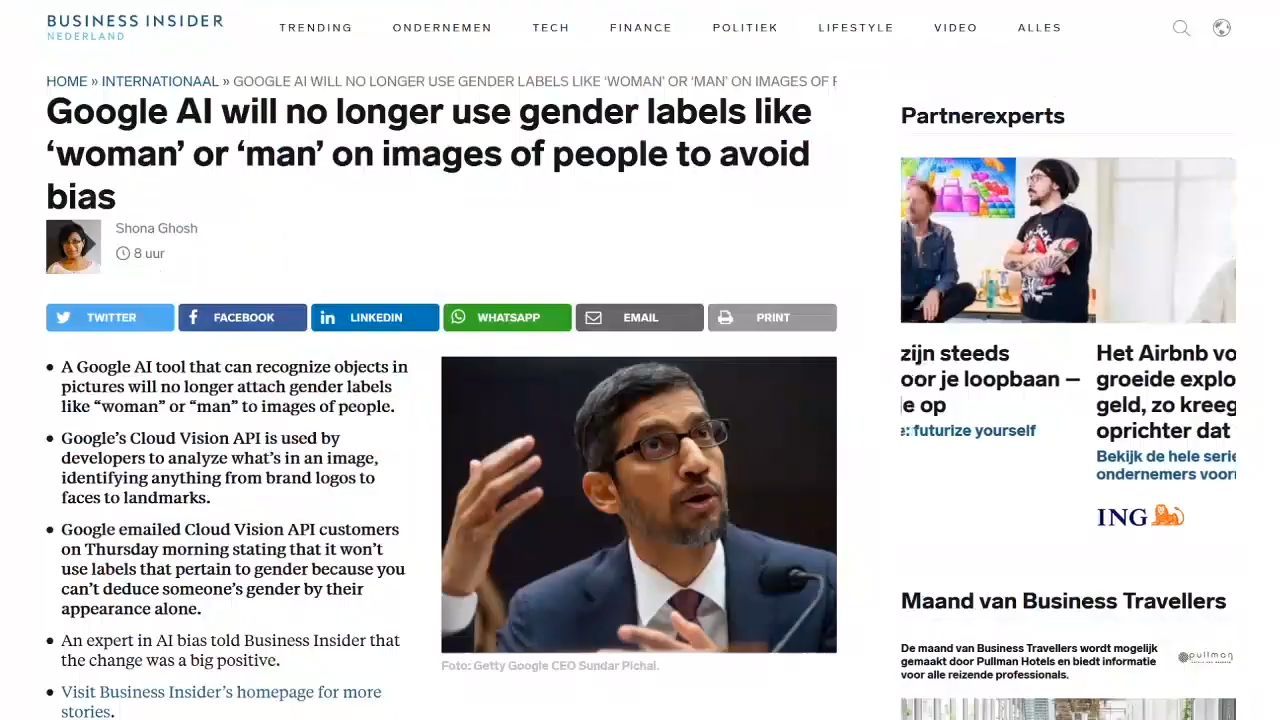 BUSINESS INSIDER
NEDERLAND
TRENDING ONDERNEMEN TECH FINANCE POLITIEK LIFESTYLE VIDEO ALLES
HOME » INTERNATIONAAL » GOOGLE AI WILL NO LONGER USE GENDER LABELS LIKE ‘WOMAN’ OR ‘MAN’ ON IMAGES OF
Google AI will no longer use gender labels like
‘woman’ or ‘man’ on images of people to avoid
bias
Shona Ghosh
8 uur
TWITTER
FACEBOOK
LINKEDIN
WHATSAPP
EMAIL
PRINT
A Google AI tool that can recognize objects in
pictures will no longer attach gender labels
like “woman” or “man” to images of people.
Google’s Cloud Vision API is used by
developers to analyze what’s in an image,
identifying anything from brand logos to
faces to landmarks.
Google emailed Cloud Vision API customers
on Thursday morning stating that it won’t
use labels that pertain to gender because you
can’t deduce someone’s gender by their
appearance alone.
An expert in AI bias told Business Insider that
the change was a big positive.
Visit Business Insider’s homepage for more
stories.
Foto: Getty Google CEO Sundar Pichai.
Partnerexperts
zijn steeds
oor je loopbaan –
e op
e: futurize yourself
Het Airbnb vo
groeide explo
geld, zo kreeg
oprichter dat
Bekijk de hele serie
ondernemers voor
ING
Maand van Business Travellers
De maand van Business Travellers wordt mogelijk
gemaakt door Pullman Hotels en biedt informatie
voor alle reizende professionals.
pullman